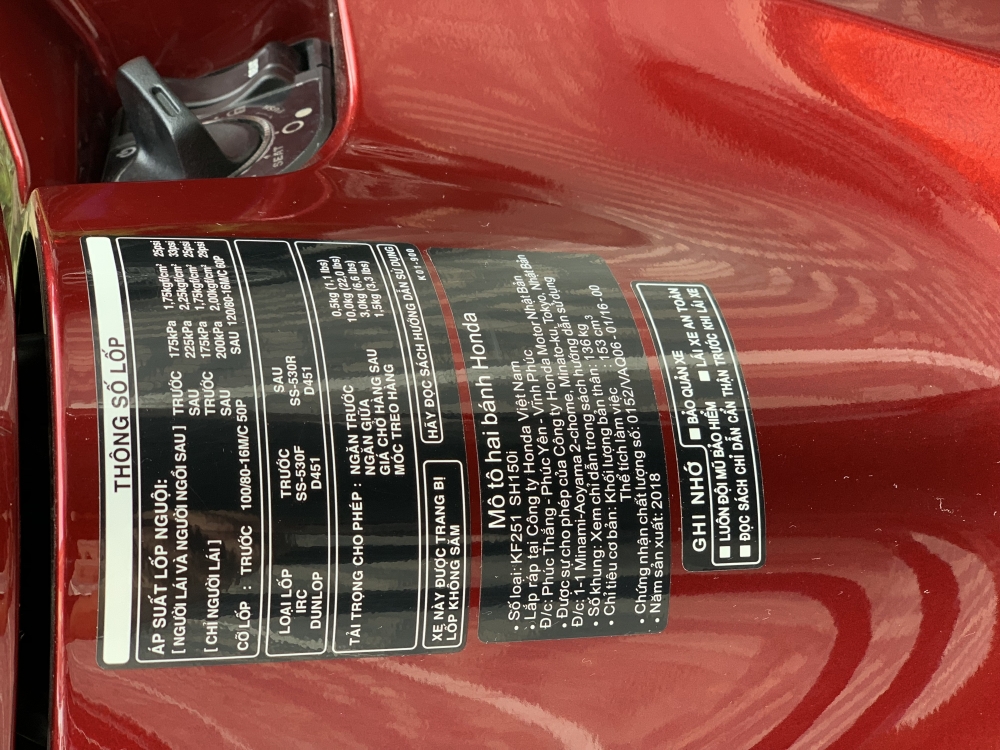 SEAT
THÔNG SỐ LỐP
ÁP SUẤT LỐP NGUỘI:
[ NGƯỜI LÁI VÀ NGƯỜI NGỒI SAU ] TRƯỚC 175kPa 1,75kgf/cm² 25psi
SAU 225kPa 2,25kgf/cm² 33psi
[ CHỈ NGƯỜI LÁI ] TRƯỚC 175kPa 1,75kgf/cm² 25psi
SAU 200kPa 2,00kgf/cm² 29psi
CỠ LỐP : TRƯỚC 100/80-16M/C 50P SAU 120/80-16M/C 60P
LOẠI LỐP TRƯỚC SAU
IRC SS-530F SS-530R
DUNLOP D451 D451
TẢI TRỌNG CHO PHÉP : NGĂN TRƯỚC 0.5kg (1,1 lbs)
NGĂN GIỮA 10.0kg (22,0 lbs)
GIÁ CHỞ HÀNG SAU 3.0kg (6,6 lbs)
MÓC TREO HÀNG 1,5kg (3,3 lbs)
XE NÀY ĐƯỢC TRANG BỊ
LỐP KHÔNG SĂM
HÃY ĐỌC SÁCH HƯỚNG DẪN SỬ DỤNG
K01-900
Mô tô hai bánh Honda
• Số loại: KF251 SH150i
• Lắp ráp tại Công ty Honda Việt Nam
Đ/c: Phúc Thắng - Phúc Yên - Vĩnh Phúc
• Được sự cho phép của Công ty Honda Motor Nhật Bản
Đ/c: 1-1 Minami-Aoyama 2-chome, Minato-ku, Tokyo, Nhật Bản
• Số khung: Xem chỉ dẫn trong sách hướng dẫn sử dụng
• Chỉ tiêu cơ bản: Khối lượng bản thân: 136 kg
Thể tích làm việc : 153 cm³
• Chứng nhận chất lượng số: 0152/VAQ06 - 01/16 - 00
• Năm sản xuất: 2018
GHI NHỚ
■ BẢO QUẢN XE
■ LÁI XE AN TOÀN
■ LUÔN ĐỘI MŨ BẢO HIỂM
■ ĐỌC SÁCH CHỈ DẪN CẨN THẬN TRƯỚC KHI LÁI XE